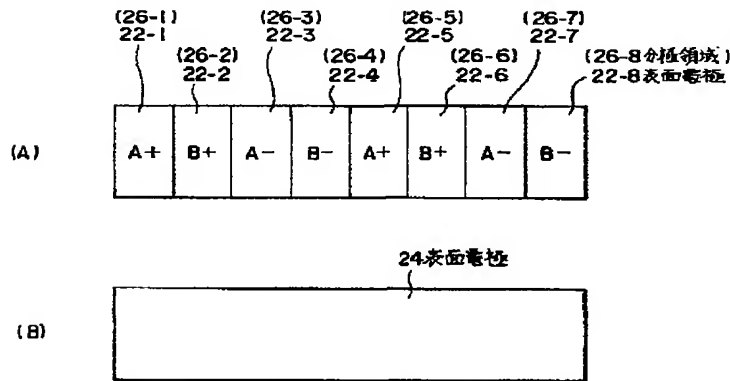 (26-1) (26-3) (26-5) (26-7)
22-1 (26-2) 22-3 (26-4) 22-5 (26-6) 22-7 (26-8分極領域)
22-2 22-4 22-6 22-8表面電極
(A) A+ B+ A- B- A+ B+ A- B-
24表面電極
(B)